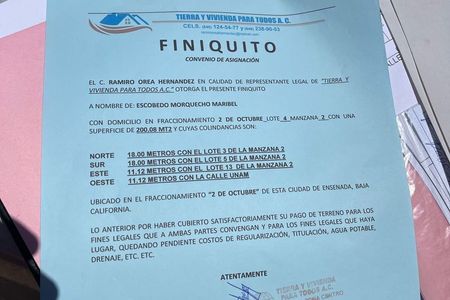 TIERRA Y VIVIENDA PARA TODOS A. C.
FINIQUITO
CONVENIO DE ASIGNACIÓN
EL C. RAMIRO OREA HERNANDEZ EN CALIDAD DE REPRESENTANTE LEGAL DE "TIERRA Y
VIVIENDA PARA TODOS A.C." OTORGA EL PRESENTE FINIQUITO
A NOMBRE DE: ESCOBEDO MORQUECHO MARIBEL
CON DOMICILIO EN FRACCIONAMIENTO 2 DE OCTUBRE LOTE 4 MANZANA 2 CON UNA
SUPERFICIE DE 200.08 MT2 Y CUYAS COLINDANCIAS SON:
NORTE 18.00 METROS CON EL LOTE 3 DE LA MANZANA 2
SUR 18.00 METROS CON EL LOTE 5 DE LA MANZANA 2
ESTE 11.12 METROS CON EL LOTE 13 DE LA MANZANA 2
OESTE 11.12 METROS CON LA CALLE UNAM
UBICADO EN EL FRACCIONAMIENTO "2 DE OCTUBRE" DE ESTA CIUDAD DE ENSENADA, BAJA
CALIFORNIA.
LO ANTERIOR POR HABER CUBIERTO SATISFACTORIAMENTE SU PAGO DE TERRENO PARA LOS
FINES LEGALES QUE A AMBAS PARTES CONVENGAN Y PARA LOS FINES LEGALES QUE HAYA
LUGAR, QUEDANDO PENDIENTE COSTOS DE REGULARIZACIÓN, TITULACIÓN, AGUA POTABLE,
DRENAJE, ETC. ETC.
ATENTAMENTE
TIERRA Y VIVIENDA
PARA TODOS A.C.